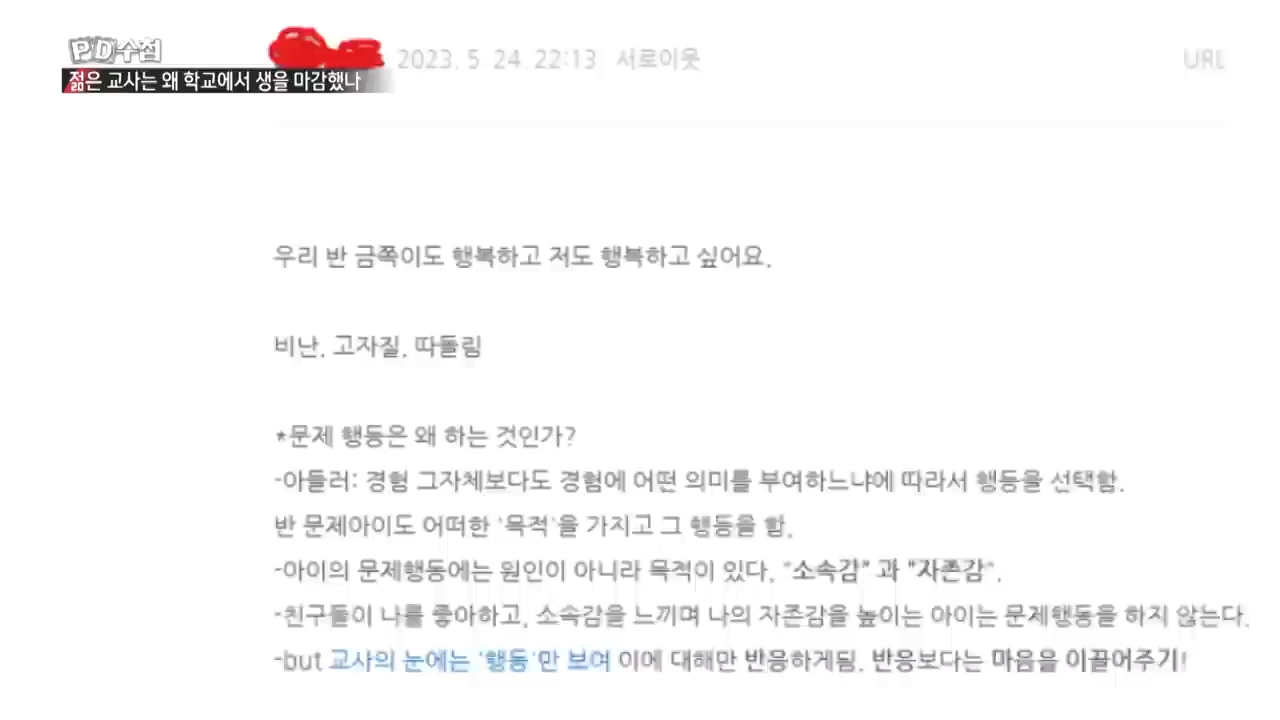 PD수첩
젊은 교사는 왜 학교에서 생을 마감했나
2023. 5. 24. 22:13 서로이웃 URL
우리 반 금쪽이도 행복하고 저도 행복하고 싶어요.
비난, 고자질, 따돌림
*문제 행등은 왜 하는 것인가?
-아들러: 경험 그자체보다도 경험에 어떤 의미를 부여하느냐에 따라서 행등을 선택함.
반 문제아이도 어떠한 '목적'을 가지고 그 행등을 함.
-아이의 문제행동에는 원인이 아니라 목적이 있다. "소속감" 과 "자존감".
-친구들이 나를 좋아하고, 소속감을 느끼며 나의 자존감을 높이는 아이는 문제행동을 하지 않는다.
-but 교사의 눈에는 '행동'만 보여 이에 대해만 반응하게됨. 반응보다는 마음을 이끌어주기!